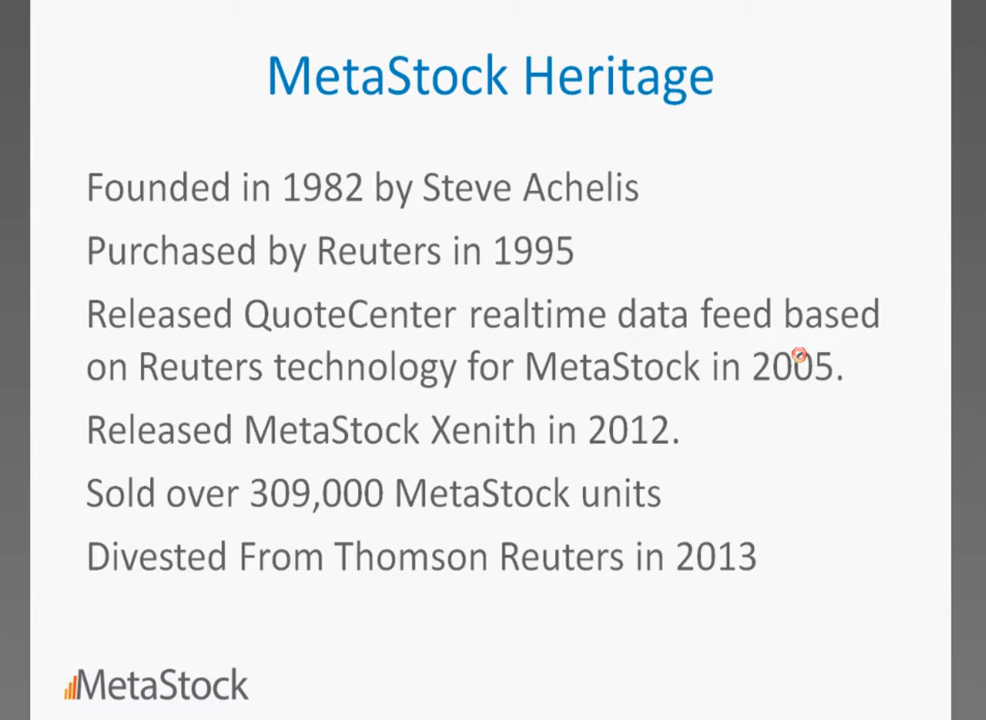 MetaStock Heritage
Founded in 1982 by Steve Achelis
Purchased by Reuters in 1995
Released QuoteCenter realtime data feed based
on Reuters technology for MetaStock in 2005.
Released MetaStock Xenith in 2012.
Sold over 309,000 MetaStock units
Divested From Thomson Reuters in 2013
MetaStock